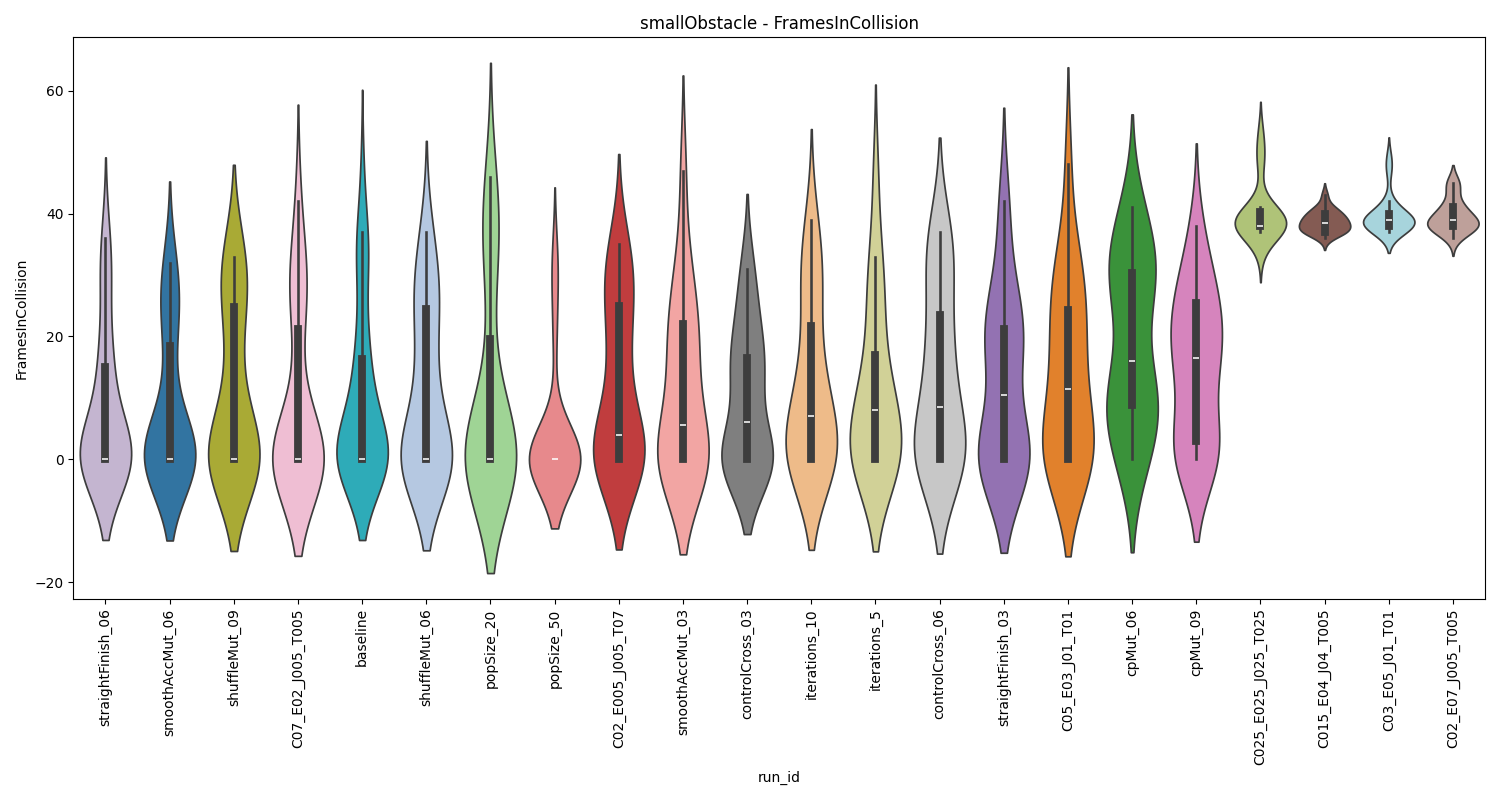 smallObstacle - FramesInCollision
FramesInCollision
60
40
20
0
−20
straightFinish_06
smoothAccMut_06
shuffleMut_09
C07_E02_J005_T005
baseline
shuffleMut_06
popSize_20
popSize_50
C02_E005_J005_T07
smoothAccMut_03
controlCross_03
iterations_10
iterations_5
controlCross_06
straightFinish_03
C05_E03_J01_T01
cpMut_06
cpMut_09
C025_E025_J025_T025
C015_E04_J04_T005
C03_E05_J01_T01
C02_E07_J005_T005
run_id